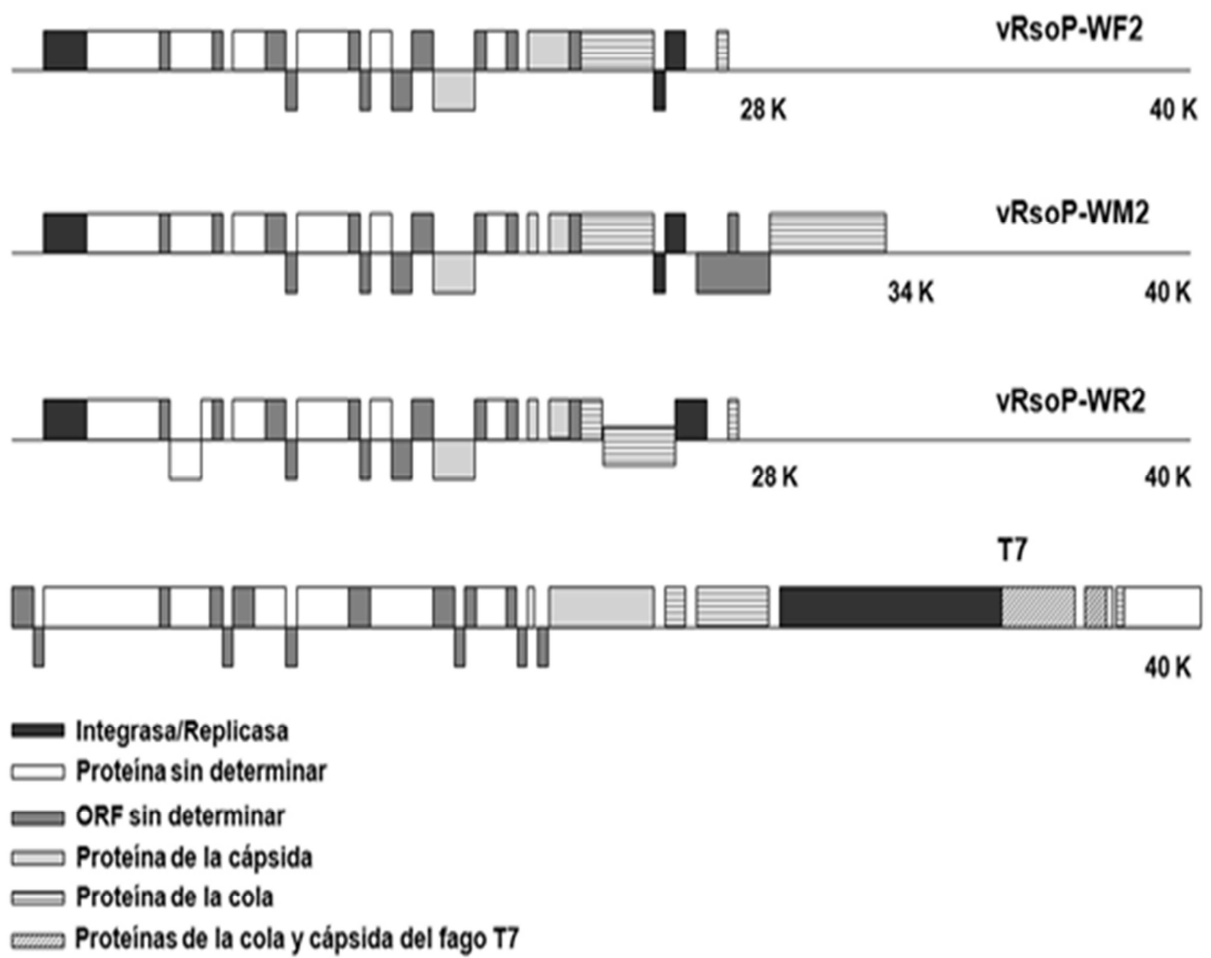 vRsoP-WF2
28 K
40 K
vRsoP-WM2
34 K
40 K
vRsoP-WR2
28 K
40 K
T7
40 K
Integrasa/Replicasa
Proteína sin determinar
ORF sin determinar
Proteína de la cápsida
Proteína de la cola
Proteínas de la cola y cápsida del fago T7